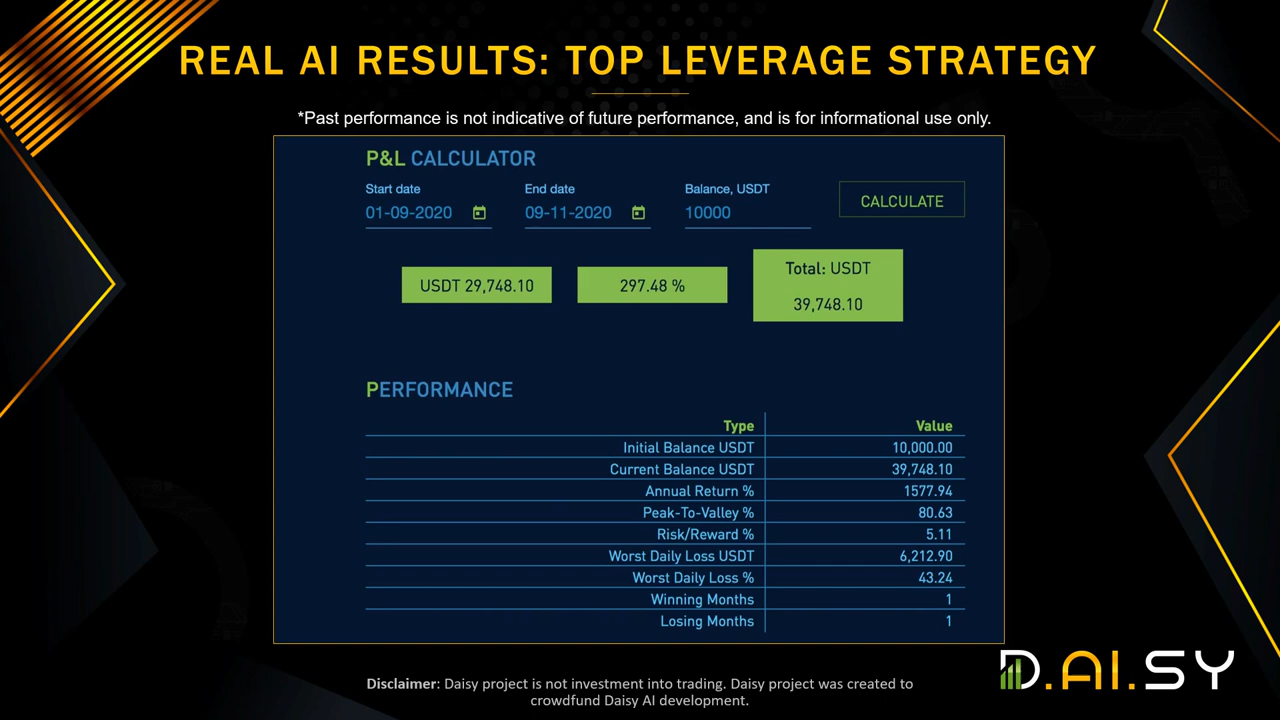 REAL AI RESULTS: TOP LEVERAGE STRATEGY
*Past performance is not indicative of future performance, and is for informational use only.
P&L CALCULATOR
Start date End date Balance, USDT
01-09-2020 09-11-2020 10000 CALCULATE
USDT 29,748.10 297.48 % Total: USDT
39,748.10
PERFORMANCE
Type Value
Initial Balance USDT 10,000.00
Current Balance USDT 39,748.10
Annual Return % 1577.94
Peak-To-Valley % 80.63
Risk/Reward % 5.11
Worst Daily Loss USDT 6,212.90
Worst Daily Loss % 43.24
Winning Months 1
Losing Months 1
D.AI.SY
Disclaimer: Daisy project is not investment into trading. Daisy project was created to
crowdfund Daisy AI development.